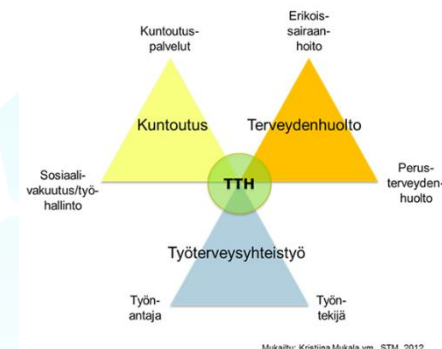 Kuntoutus-
palvelut
Erikois-
sairaan-
hoito
Kuntoutus
Terveydenhuolto
Sosiaali-
vakuutus/työ-
hallinto
TTH
Perus-
terveyden-
huolto
Työterveysyhteistyö
Työn-
antaja
Työn-
tekijä
Mukailtu: Kristiina Mukala ym., STM, 2012